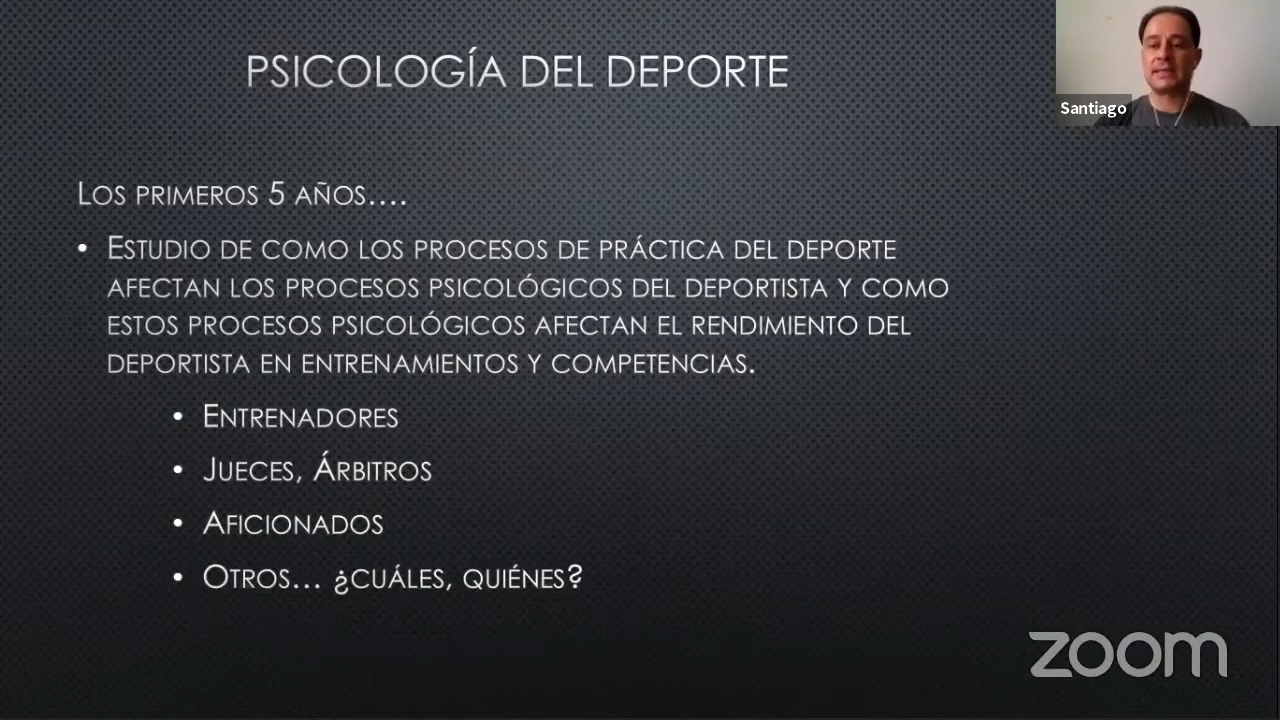 PSICOLOGÍA DEL DEPORTE
Santiago
LOS PRIMEROS 5 AÑOS....
• ESTUDIO DE COMO LOS PROCESOS DE PRÁCTICA DEL DEPORTE
AFECTAN LOS PROCESOS PSICOLÓGICOS DEL DEPORTISTA Y COMO
ESTOS PROCESOS PSICOLÓGICOS AFECTAN EL RENDIMIENTO DEL
DEPORTISTA EN ENTRENAMIENTOS Y COMPETENCIAS.
• ENTRENADORES
• JUECES, ÁRBITROS
• AFICIONADOS
• OTROS... ¿CUÁLES, QUIÉNES?
zoom